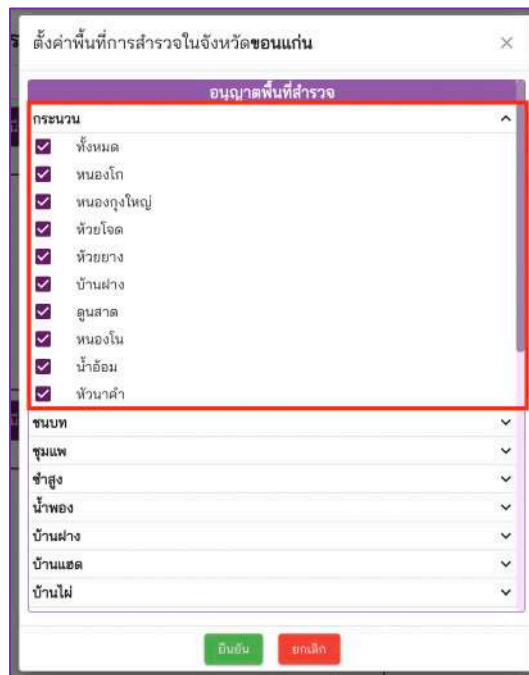 ตั้งค่าพื้นที่การสำรวจในจังหวัดขอนแก่น
อนุญาตพื้นที่สำรวจ
กระนวน
ทั้งหมด
หนองโก
หนองกุงใหญ่
ห้วยโจด
ห้วยยาง
บ้านฝาง
ดูนสาด
หนองโน
น้ำอ้อม
หัวนาคำ
ชนบท
ชุมแพ
ซำสูง
น้ำพอง
บ้านฝาง
บ้านแฮด
บ้านไผ่
ยืนยัน
ยกเลิก